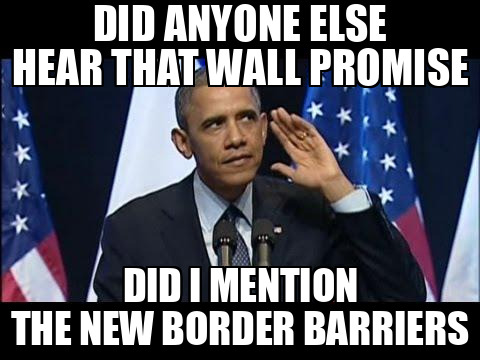 DID ANYONE ELSE
HEAR THAT WALL PROMISE
DID I MENTION
THE NEW BORDER BARRIERS